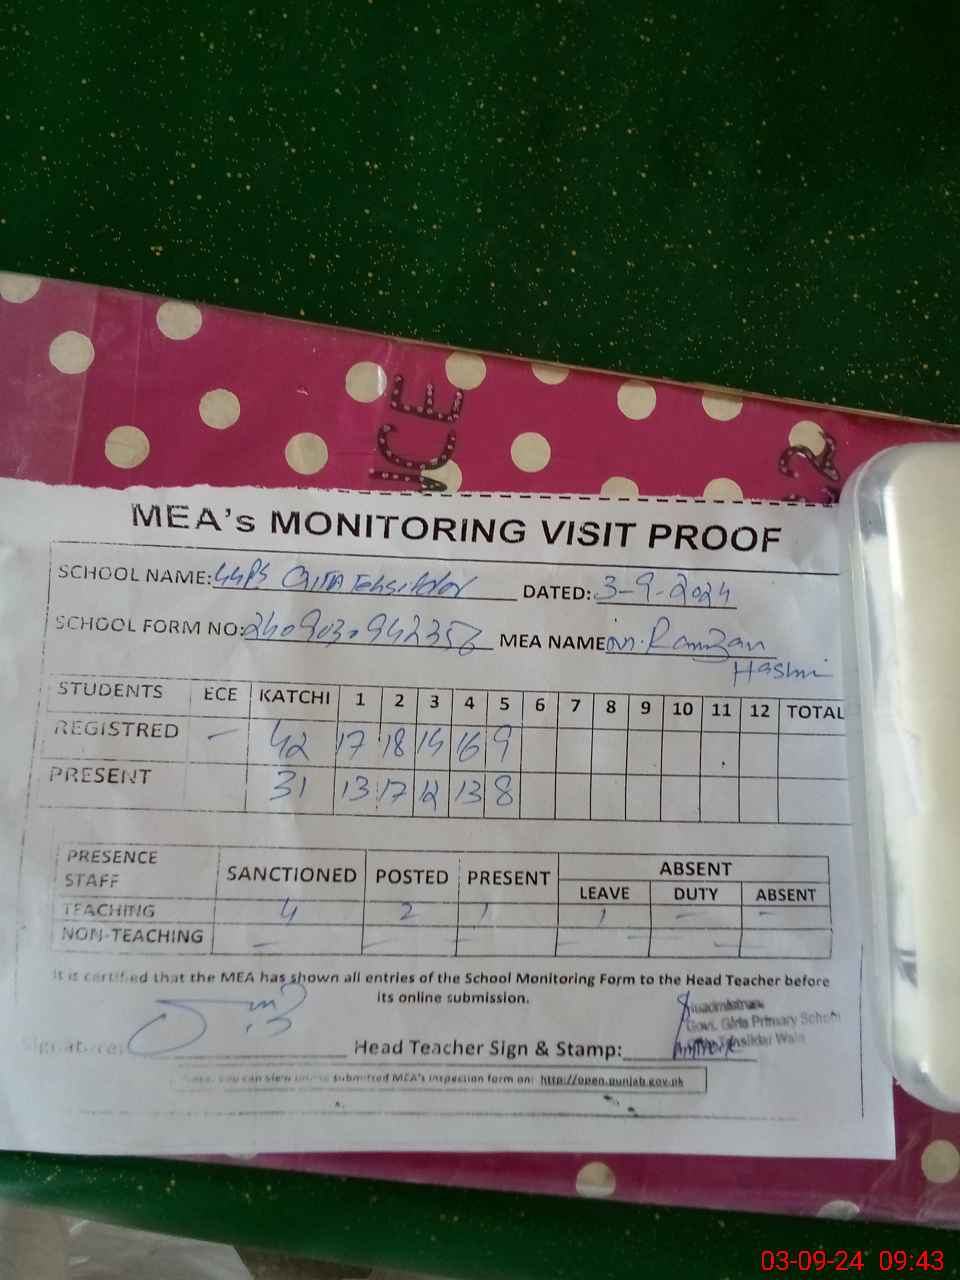 ICE
MEA's MONITORING VISIT PROOF
SCHOOL NAME: GGPS Tehsildar DATED: 3-9-2024
SCHOOL FORM NO: MEA NAME M. Ramzan
Hashmi
STUDENTS ECE KATCHI 1 2 3 4 5 6 7 8 9 10 11 12 TOTAL
REGISTRED — 42 17 18 14 16 9
PRESENT 31 13 17 12 13 8
PRESENCE STAFF SANCTIONED POSTED PRESENT ABSENT
LEAVE DUTY ABSENT
TEACHING 4 2 1 1 — —
NON-TEACHING — — — — — —
It is certified that the MEA has shown all entries of the School Monitoring Form to the Head Teacher before
its online submission.
Signature: Head Teacher Sign & Stamp:
Headmistress
Govt. Girls Primary School
Tehsildar Wala
you can view submitted MEA's inspection form on: http://open.punjab.gov.pk
03-09-24 09:43